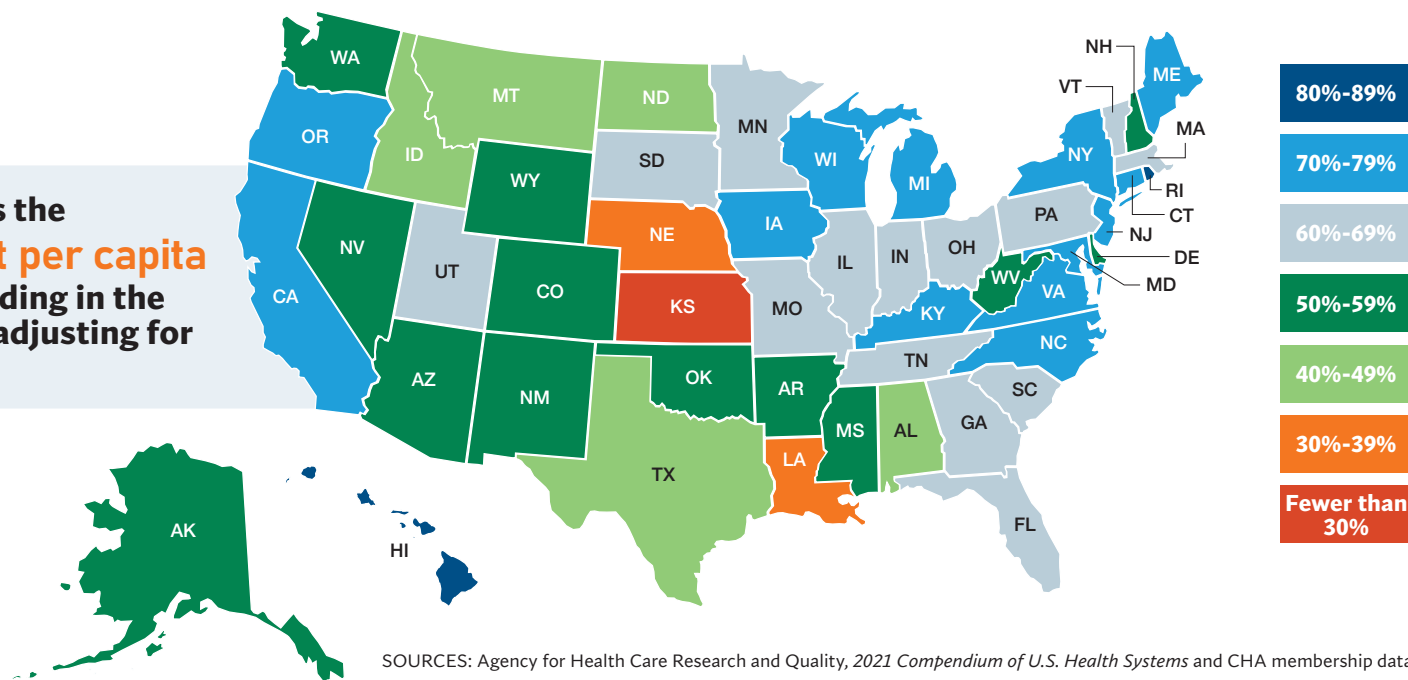 s the
t per capita
ding in the
adjusting for
WA
OR
CA
ID
NV
MT
WY
UT
AZ
CO
NM
ND
SD
NE
KS
OK
TX
MN
IA
MO
AR
LA
WI
IL
MI
IN
OH
KY
TN
MS
AL
GA
FL
SC
NC
VA
WV
PA
NY
VT
NH
ME
MA
RI
CT
NJ
DE
MD
AK
HI
80%-89%
70%-79%
60%-69%
50%-59%
40%-49%
30%-39%
Fewer than
30%
SOURCES: Agency for Health Care Research and Quality, 2021 Compendium of U.S. Health Systems and CHA membership data